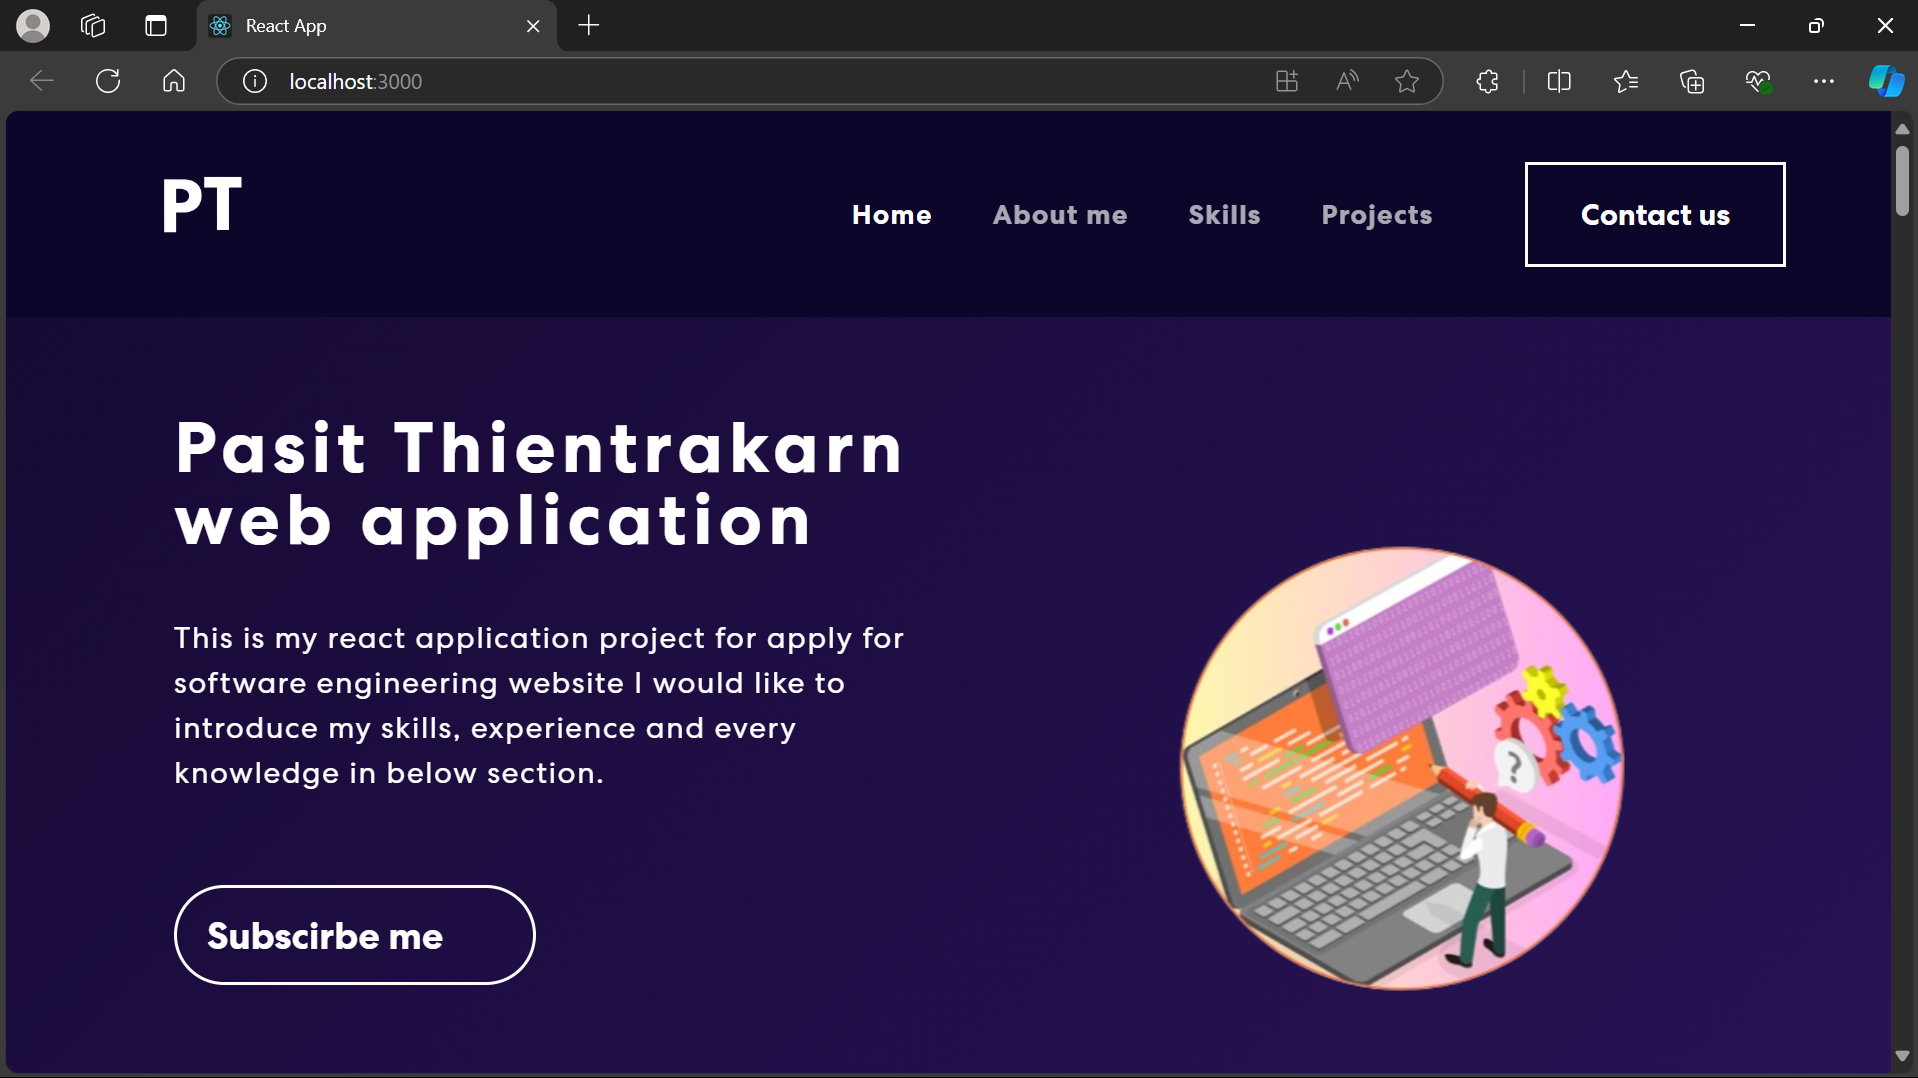 React App
localhost:3000
PT
Home About me Skills Projects Contact us
Pasit Thientrakarn
web application
This is my react application project for apply for
software engineering website I would like to
introduce my skills, experience and every
knowledge in below section.
?
Subscirbe me